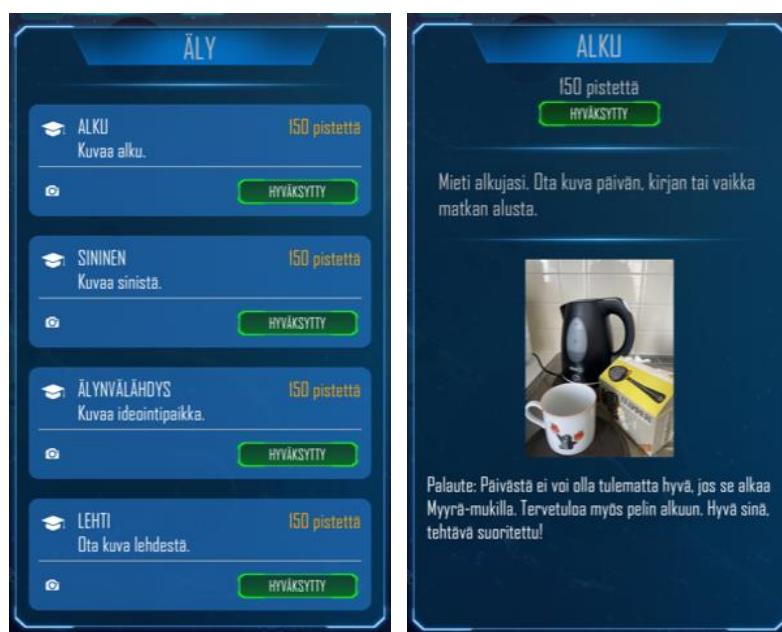 ÄLY
ALKU 150 pistettä
Kuvaa alku.
HYVÄKSYTTY
SININEN 150 pistettä
Kuvaa sinistä.
HYVÄKSYTTY
ÄLYNVÄLÄHDYS 150 pistettä
Kuvaa ideointipaikka.
HYVÄKSYTTY
LEHTI 150 pistettä
Ota kuva lehdestä.
HYVÄKSYTTY
ALKU
150 pistettä
HYVÄKSYTTY
Mieti alkujasi. Ota kuva päivän, kirjan tai vaikka
matkan alusta.
Palaute: Päivästä ei voi olla tulematta hyvä, jos se alkaa
Myyrä-mukilla. Tervetuloa myös pelin alkuun. Hyvä sinä,
tehtävä suoritettu!